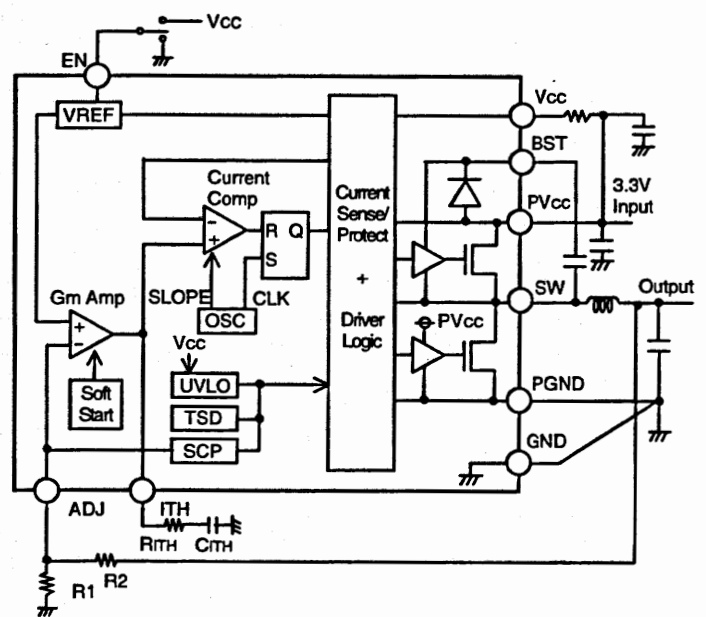 Vcc
EN
VREF
Vcc
BST
Current
Comp
Current
Sense/
Protect
+
Driver
Logic
3.3V
Input
PVcc
-
+
R Q
S
SLOPE
CLK
OSC
SW
Output
Gm Amp
+
-
Vcc
PVcc
Soft
Start
UVLO
TSD
SCP
PGND
GND
ADJ
ITH
RITH
CITH
R2
R1